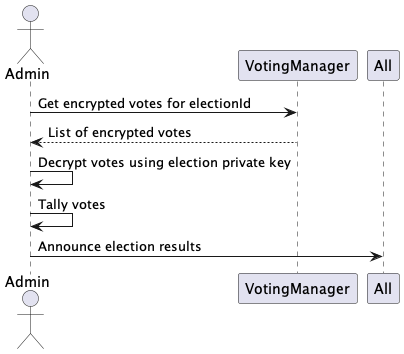 Admin
VotingManager
All
Get encrypted votes for electionId
List of encrypted votes
Decrypt votes using election private key
Tally votes
Announce election results
Admin
VotingManager
All